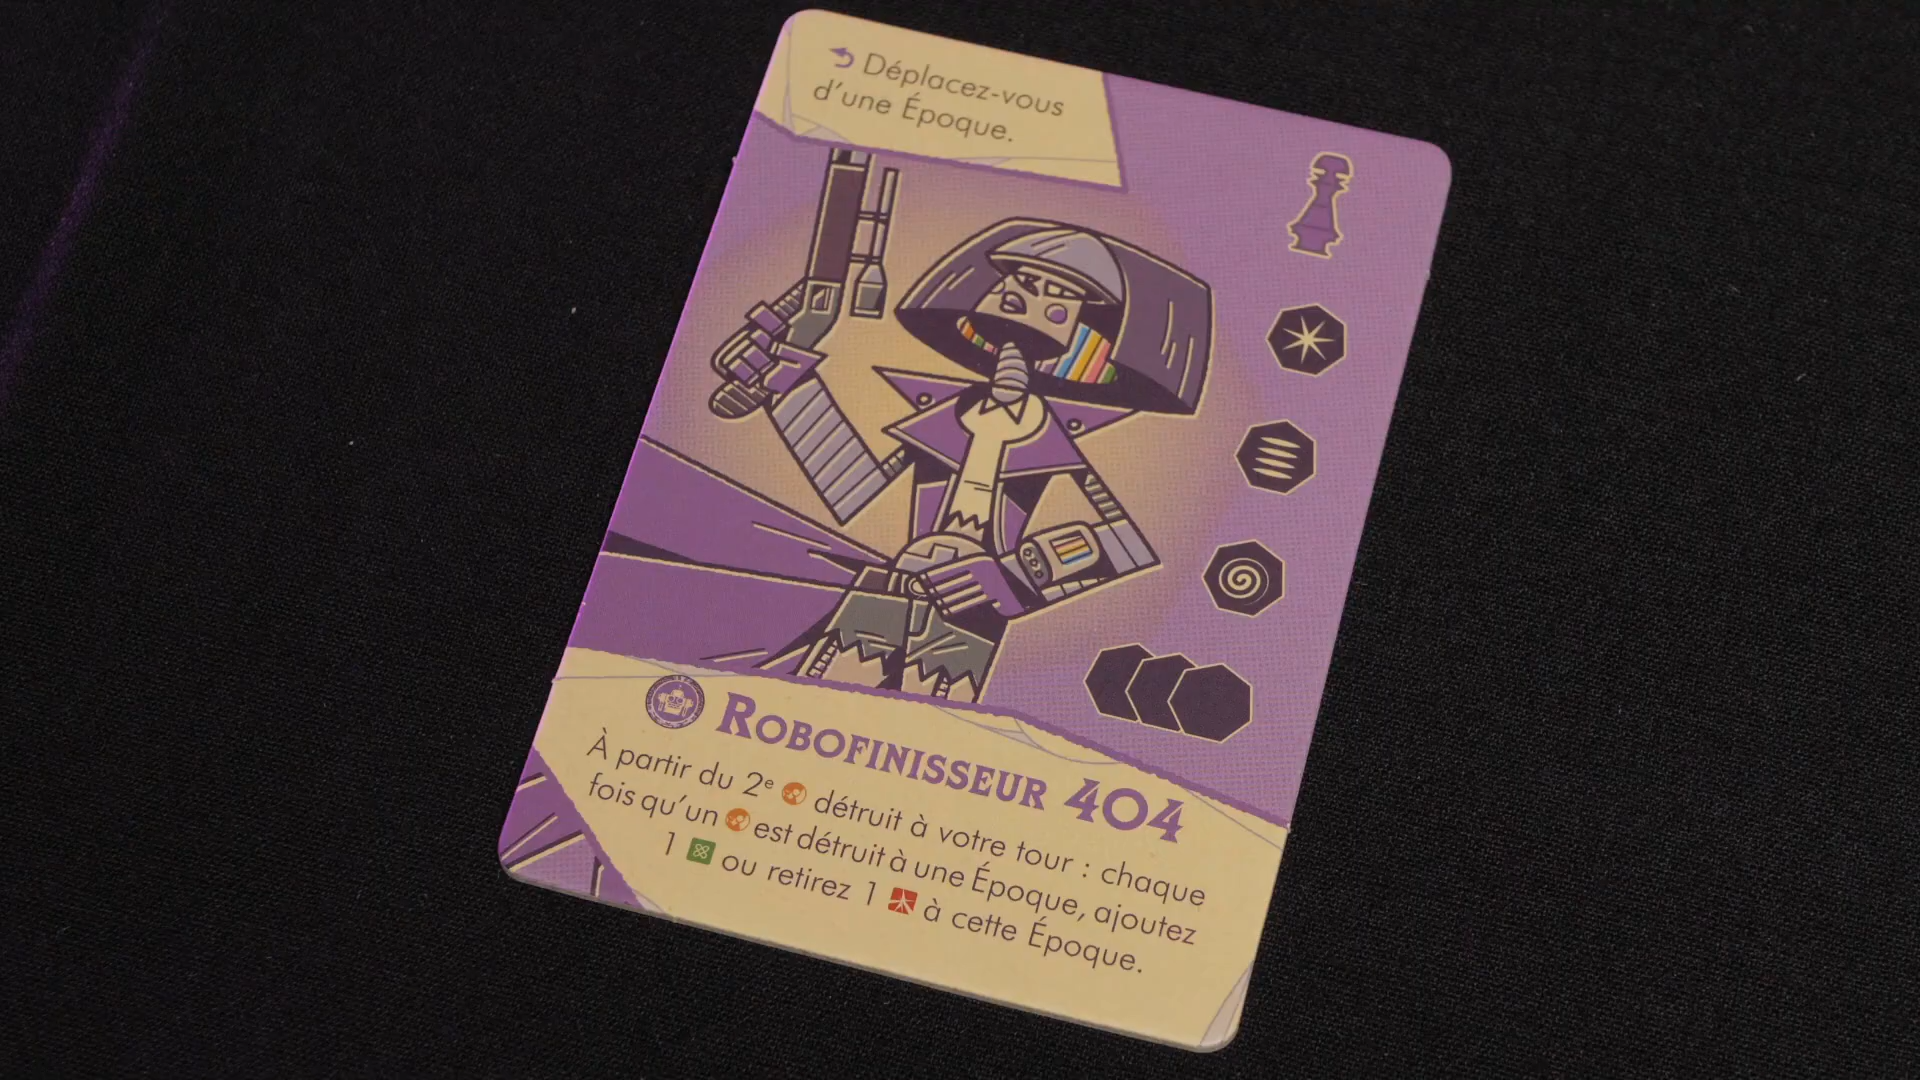 Déplacez-vous
d'une Époque.
ROBOFINISSEUR 404
À partir du 2e détruit à votre tour : chaque
fois qu'un est détruit à une Époque, ajoutez
1 ou retirez 1 à cette Époque.